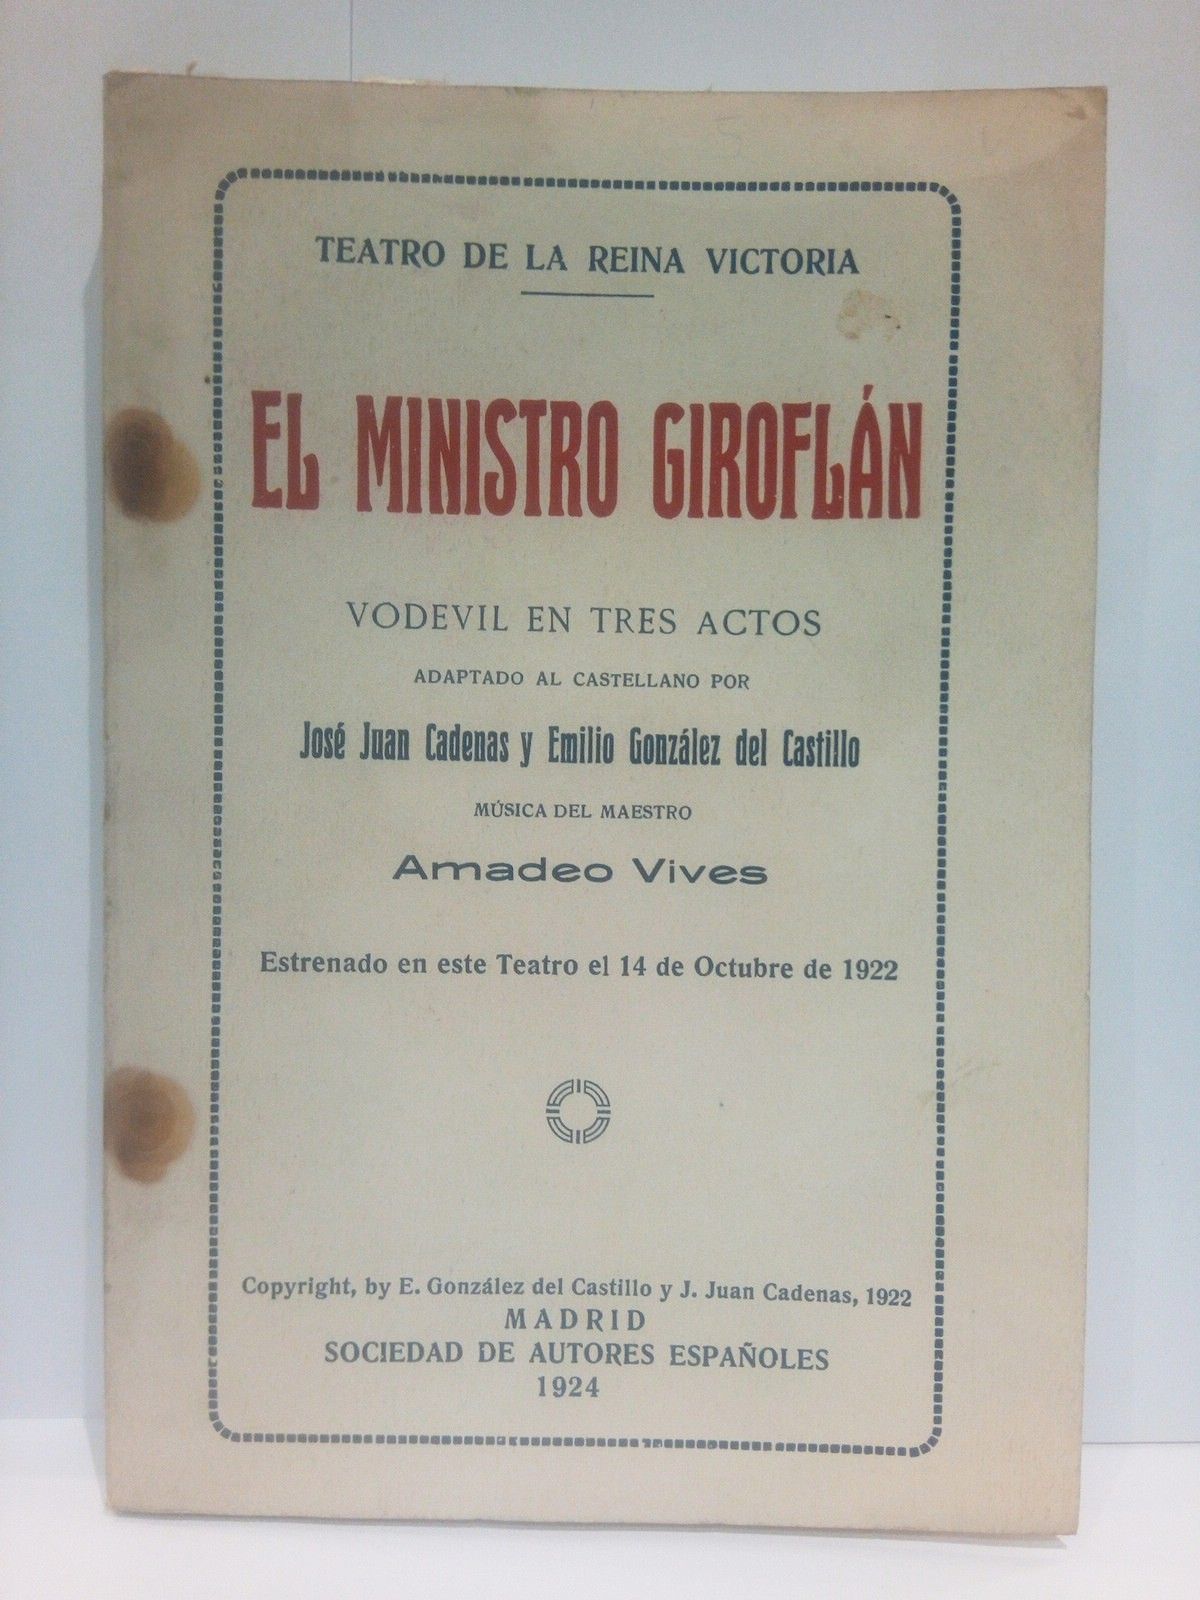 TEATRO DE LA REINA VICTORIA
EL MINISTRO GIROFLÁN
VODEVIL EN TRES ACTOS
ADAPTADO AL CASTELLANO POR
José Juan Cadenas y Emilio González del Castillo
MÚSICA DEL MAESTRO
Amadeo Vives
Estrenado en este Teatro el 14 de Octubre de 1922
Copyright, by E. González del Castillo y J. Juan Cadenas, 1922
MADRID
SOCIEDAD DE AUTORES ESPAÑOLES
1924